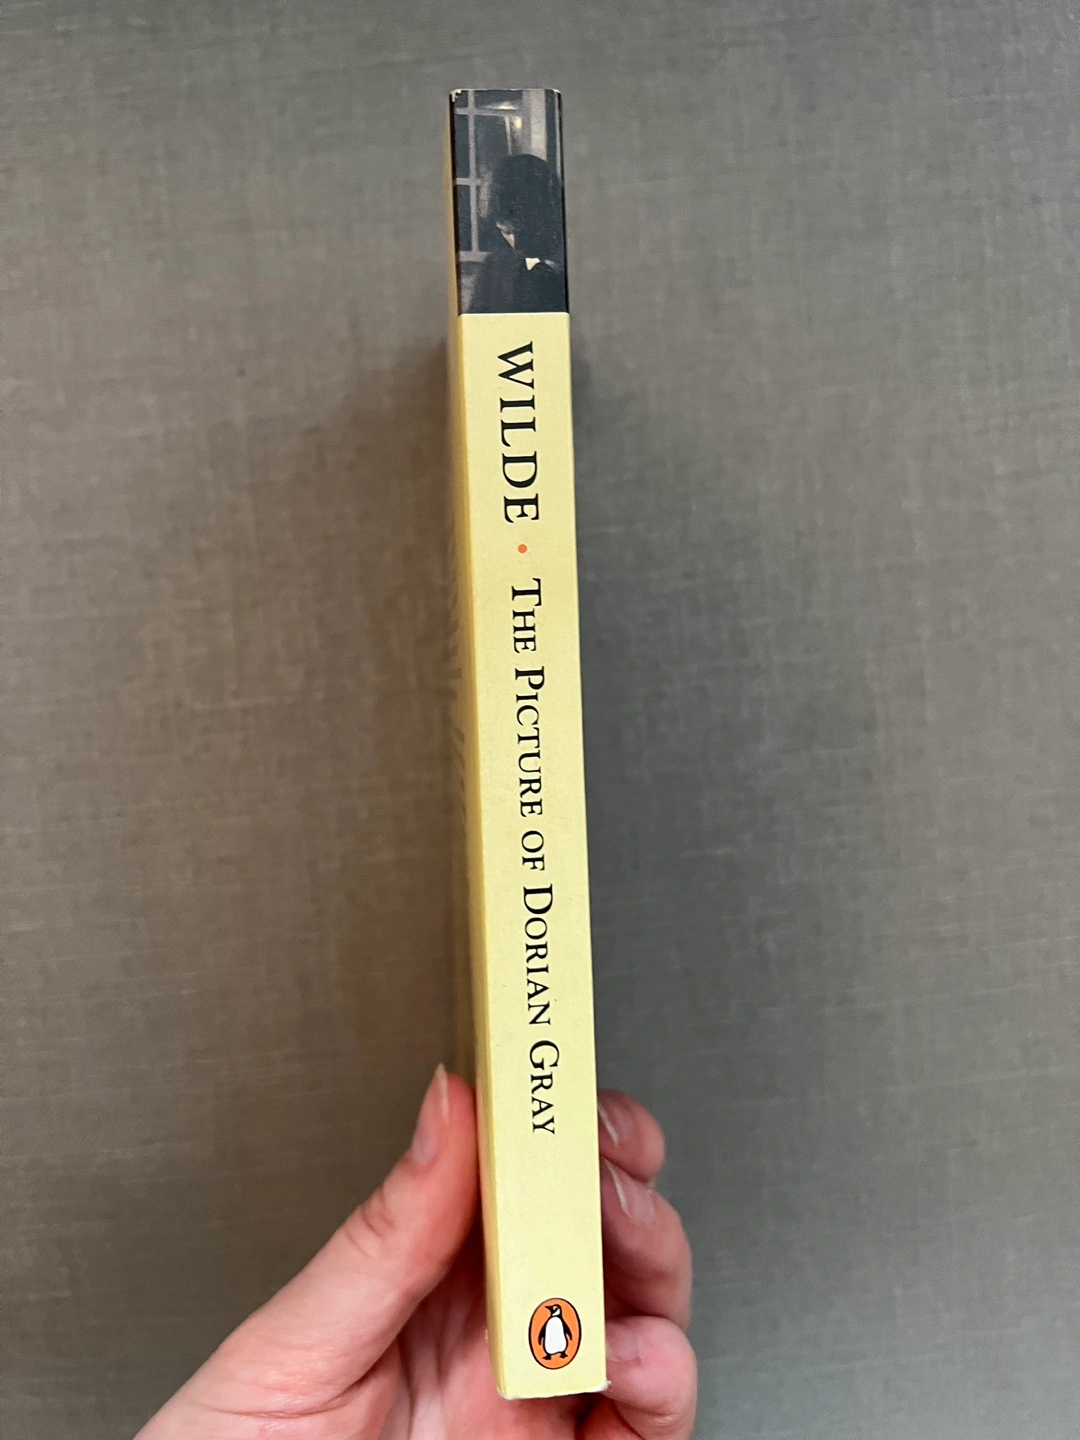 WILDE • THE PICTURE OF DORIAN GRAY